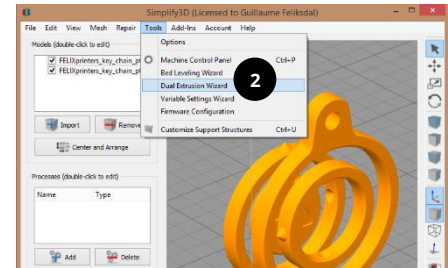 Simplify3D (Licensed to Guillaume Feliksdal)
File Edit View Mesh Repair Tools Add-Ins Account Help
Models (double-click to edit)
FELIXprinters_key_chain_p
FELIXprinters_key_chain_p
Import Remove
Center and Arrange
Options
Machine Control Panel Ctrl+P
Bed Leveling Wizard
Dual Extrusion Wizard
Variable Settings Wizard
Firmware Configuration
Customize Support Structures Ctrl+U
2
Processes (double-click to edit)
Name Type
Add Delete